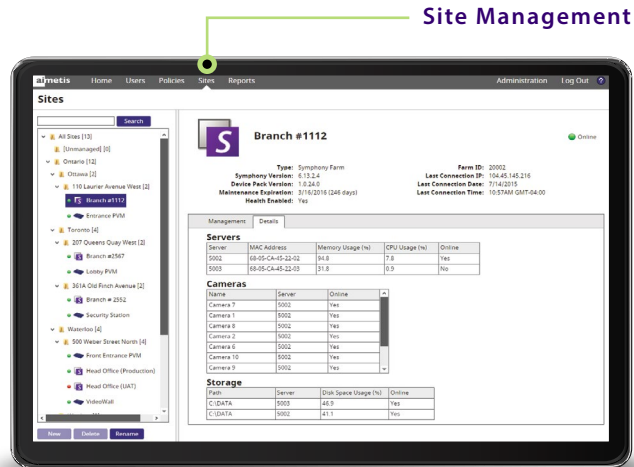 Site Management
aimetis Home Users Policies Sites Reports Administration Log Out ?
Sites
Search
All Sites [13]
[Unmanaged] [0]
Ontario [12]
Ottawa [2]
110 Laurier Avenue West [2]
Branch #1112
Entrance PVM
Toronto [4]
207 Queens Quay West [2]
Branch #2567
Lobby PVM
361A Old Finch Avenue [2]
Branch # 2552
Security Station
Waterloo [4]
500 Weber Street North [4]
Front Entrance PVM
Head Office (Production)
Head Office (UAT)
VideoWall
New Delete Rename
S Branch #1112 Online
Type: Symphony Farm Farm ID: 20002
Symphony Version: 6.13.2.4 Last Connection IP: 104.45.145.216
Device Pack Version: 1.0.24.0 Last Connection Date: 7/14/2015
Maintenance Expiration: 3/16/2016 (246 days) Last Connection Time: 10:57AM GMT-04:00
Health Enabled: Yes
Management Details
Servers
Server MAC Address Memory Usage (%) CPU Usage (%) Online
5002 68-05-CA-45-22-02 94.8 7.8 Yes
5003 68-05-CA-45-22-03 31.8 0.9 No
Cameras
Name Server Online
Camera 7 5002 Yes
Camera 1 5002 Yes
Camera 8 5002 Yes
Camera 2 5002 Yes
Camera 6 5002 Yes
Camera 10 5002 Yes
Camera 9 5002 Yes
Storage
Path Server Disk Space Usage (%) Online
C:\DATA 5003 46.9 Yes
C:\DATA 5002 41.1 Yes